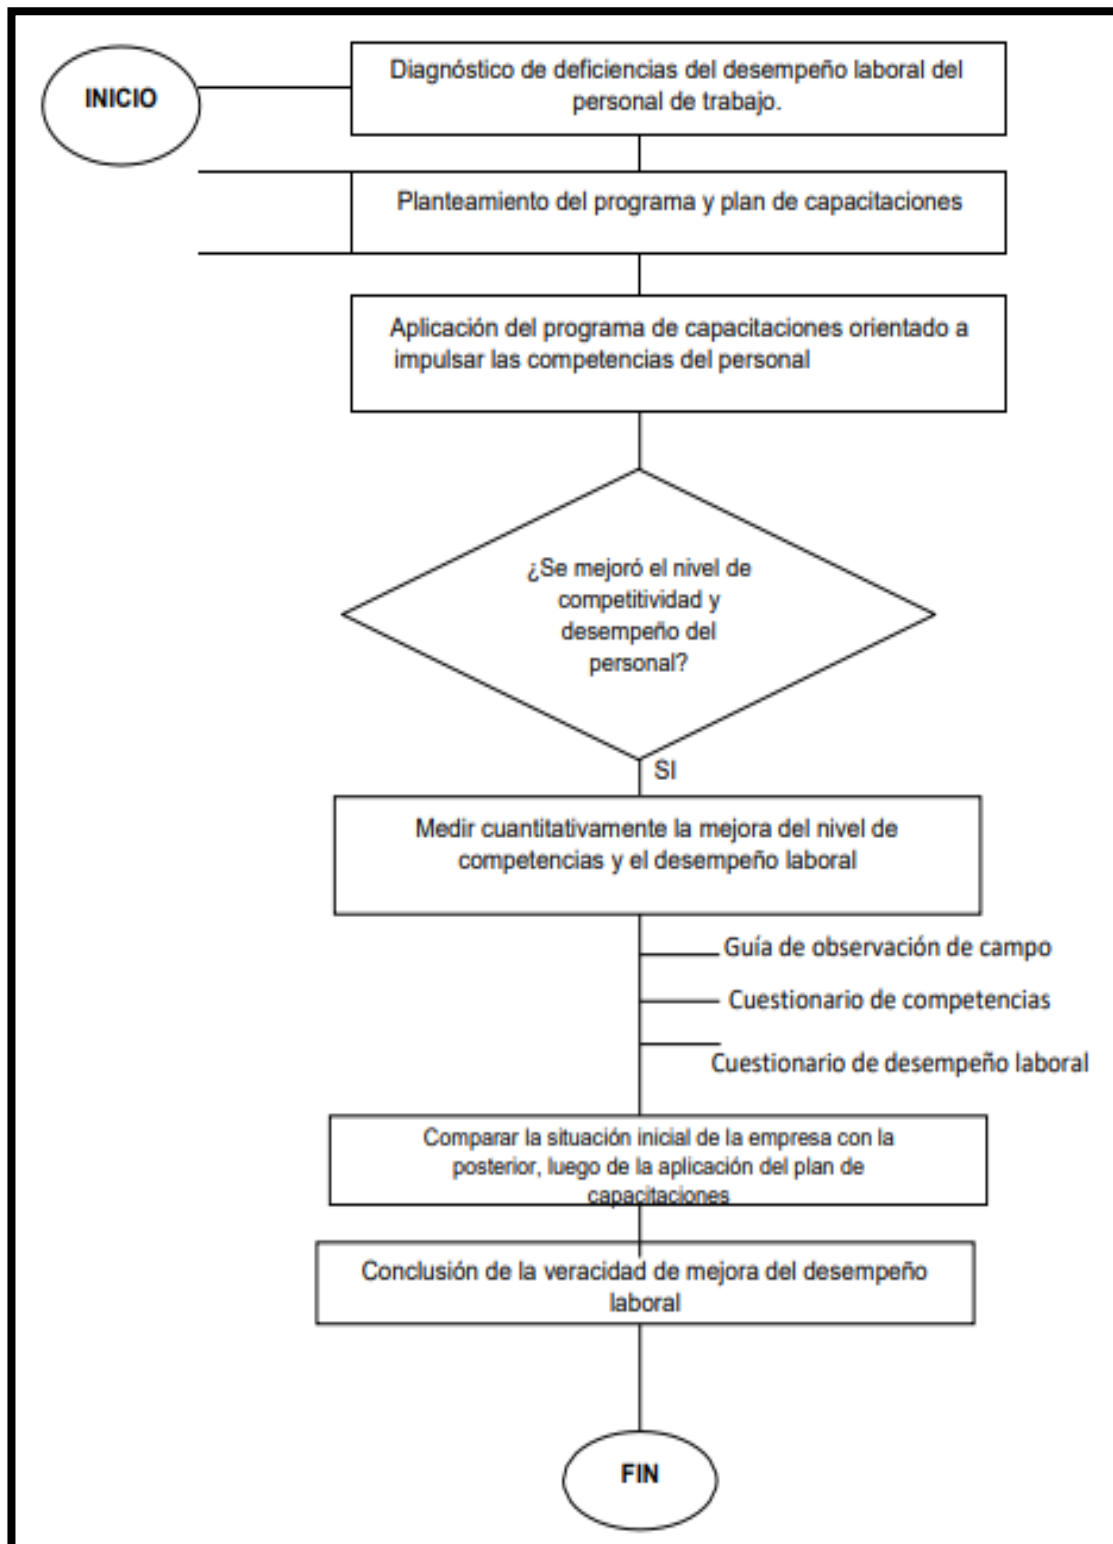 INICIO
Diagnóstico de deficiencias del desempeño laboral del
personal de trabajo.
Planteamiento del programa y plan de capacitaciones
Aplicación del programa de capacitaciones orientado a
impulsar las competencias del personal
¿Se mejoró el nivel de
competitividad y
desempeño del
personal?
SI
Medir cuantitativamente la mejora del nivel de
competencias y el desempeño laboral
Guía de observación de campo
Cuestionario de competencias
Cuestionario de desempeño laboral
Comparar la situación inicial de la empresa con la
posterior, luego de la aplicación del plan de
capacitaciones
Conclusión de la veracidad de mejora del desempeño
laboral
FIN